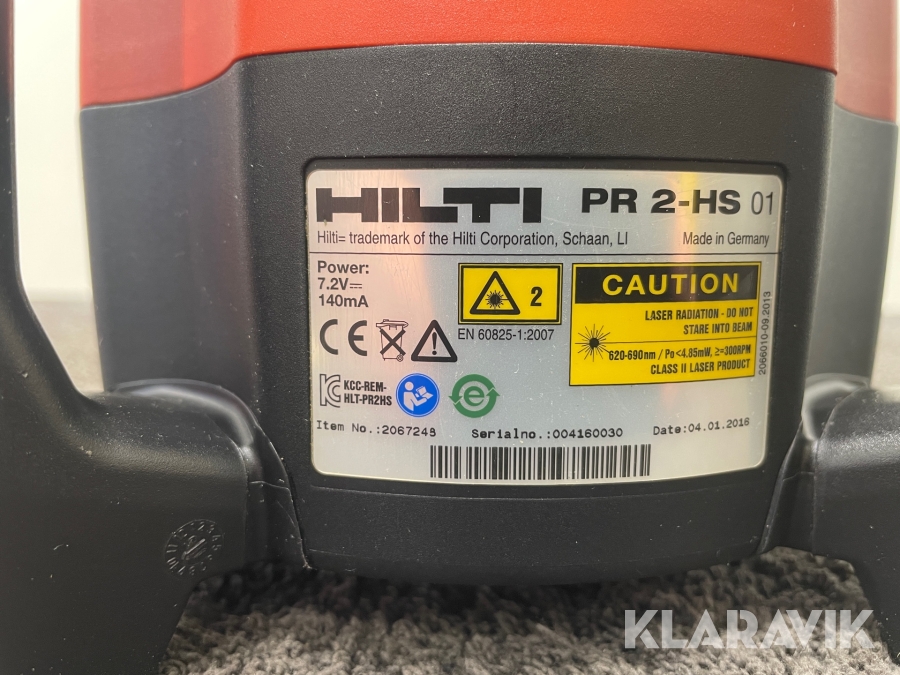 HILTI PR 2-HS 01
Hilti= trademark of the Hilti Corporation, Schaan, LI Made in Germany
Power:
7.2V
140mA
2
EN 60825-1:2007
CAUTION
LASER RADIATION - DO NOT
STARE INTO BEAM
620-690nm / Po<4.85mW, ≥=300RPM
CLASS II LASER PRODUCT
2066010-09.2013
CE
KCC-REM-
HLT-PR2HS
e
Item No.:2067248 Serialno.:004160030 Date:04.01.2016
KLARAVIK